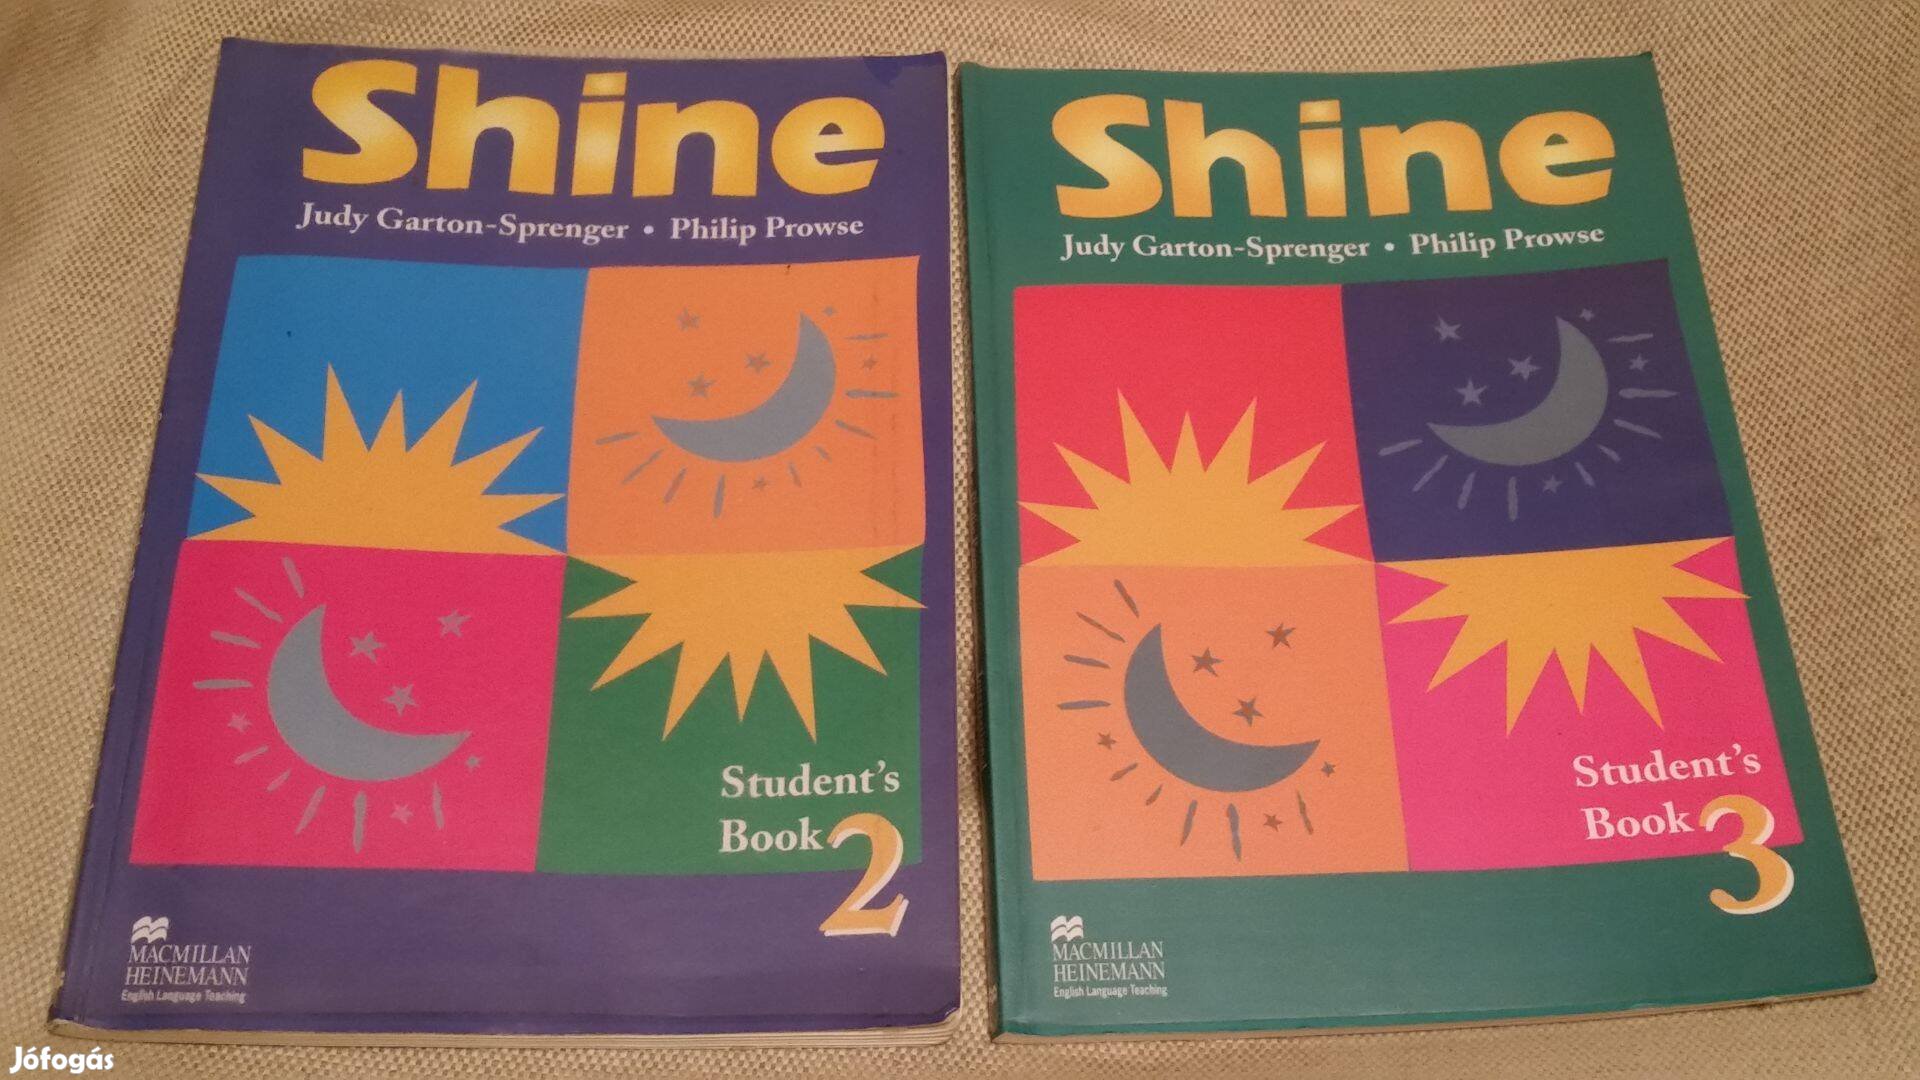 Shine
Judy Garton-Sprenger • Philip Prowse
Student's
Book 2
MACMILLAN
HEINEMANN
English Language Teaching
Shine
Judy Garton-Sprenger • Philip Prowse
Student's
Book 3
MACMILLAN
HEINEMANN
English Language Teaching
Jófogás